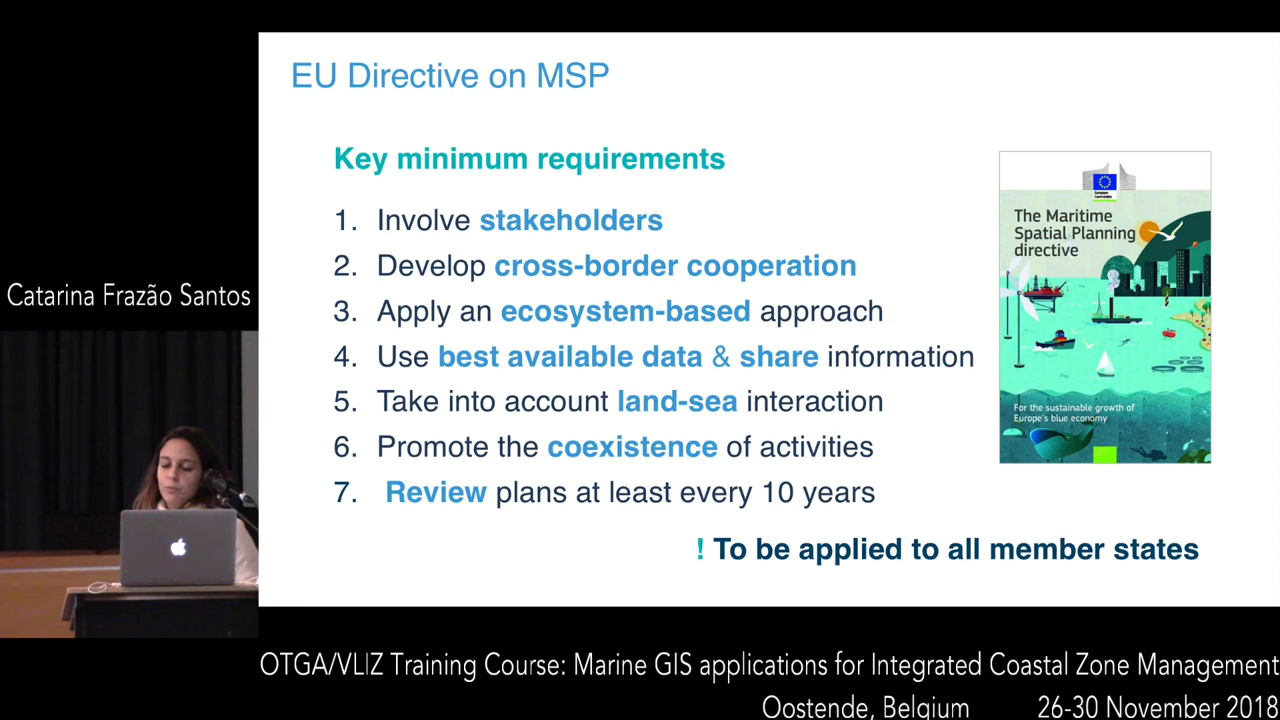 EU Directive on MSP
Key minimum requirements
1. Involve stakeholders
2. Develop cross-border cooperation
3. Apply an ecosystem-based approach
4. Use best available data & share information
5. Take into account land-sea interaction
6. Promote the coexistence of activities
7. Review plans at least every 10 years
! To be applied to all member states
European
Commission
The Maritime
Spatial Planning
directive
For the sustainable growth of
Europe's blue economy
Catarina Frazão Santos
OTGA/VLIZ Training Course: Marine GIS applications for Integrated Coastal Zone Management
Oostende, Belgium 26-30 November 2018